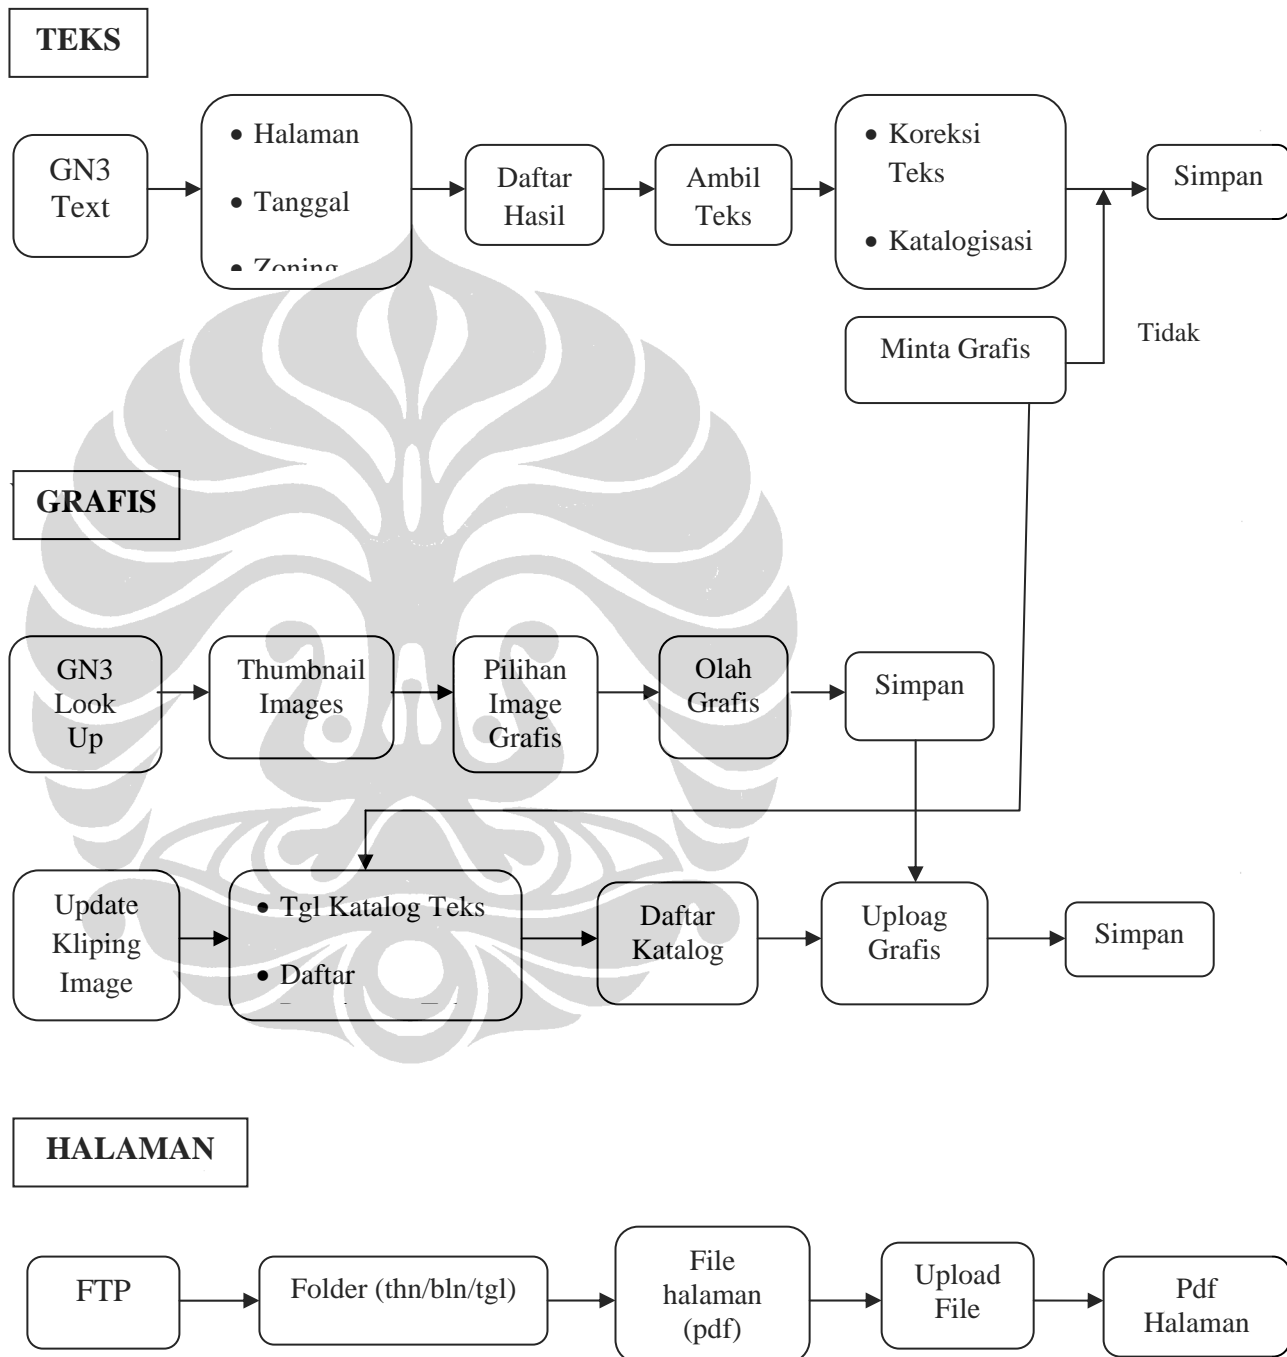 TEKS
GN3
Text
• Halaman
• Tanggal
• Zoning
Daftar
Hasil
Ambil
Teks
• Koreksi
Teks
• Katalogisasi
Simpan
Minta Grafis
Tidak
GRAFIS
GN3
Look
Up
Thumbnail
Images
Pilihan
Image
Grafis
Olah
Grafis
Simpan
Update
Kliping
Image
• Tgl Katalog Teks
• Daftar
Daftar
Katalog
Uploag
Grafis
Simpan
HALAMAN
FTP
Folder (thn/bln/tgl)
File
halaman
(pdf)
Upload
File
Pdf
Halaman